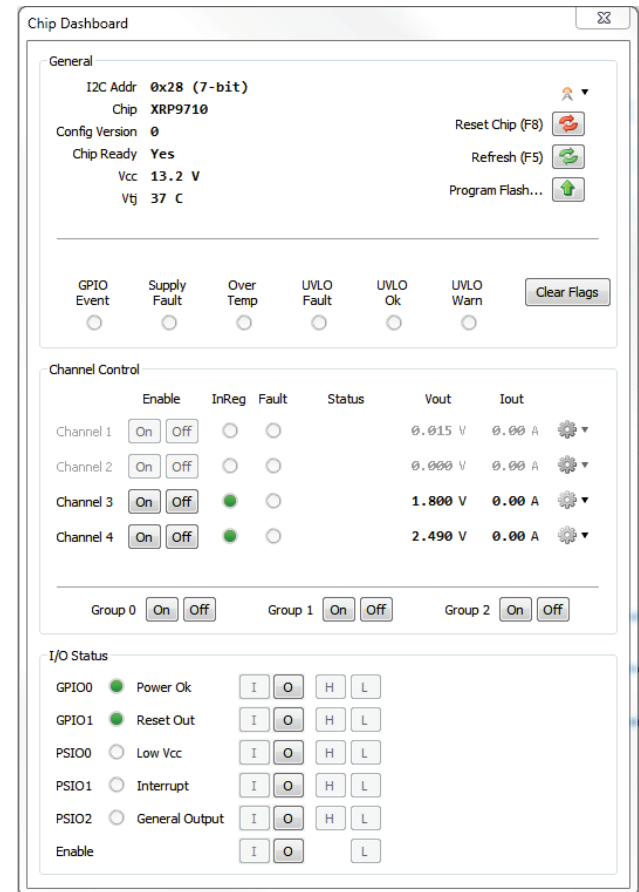 Chip Dashboard
General
I2C Addr 0x28 (7-bit)
Chip XRP9710
Config Version 0
Chip Ready Yes
Vcc 13.2 V
Vtj 37 C
Reset Chip (F8)
Refresh (F5)
Program Flash...
GPIO Event
Supply Fault
Over Temp
UVLO Fault
UVLO Ok
UVLO Warn
Clear Flags
Channel Control
Enable InReg Fault Status Vout Iout
Channel 1 On Off 0.015 V 0.00 A
Channel 2 On Off 0.000 V 0.00 A
Channel 3 On Off 1.800 V 0.00 A
Channel 4 On Off 2.490 V 0.00 A
Group 0 On Off Group 1 On Off Group 2 On Off
I/O Status
GPIO0 Power Ok I O H L
GPIO1 Reset Out I O H L
PSIO0 Low Vcc I O H L
PSIO1 Interrupt I O H L
PSIO2 General Output I O H L
Enable I O L